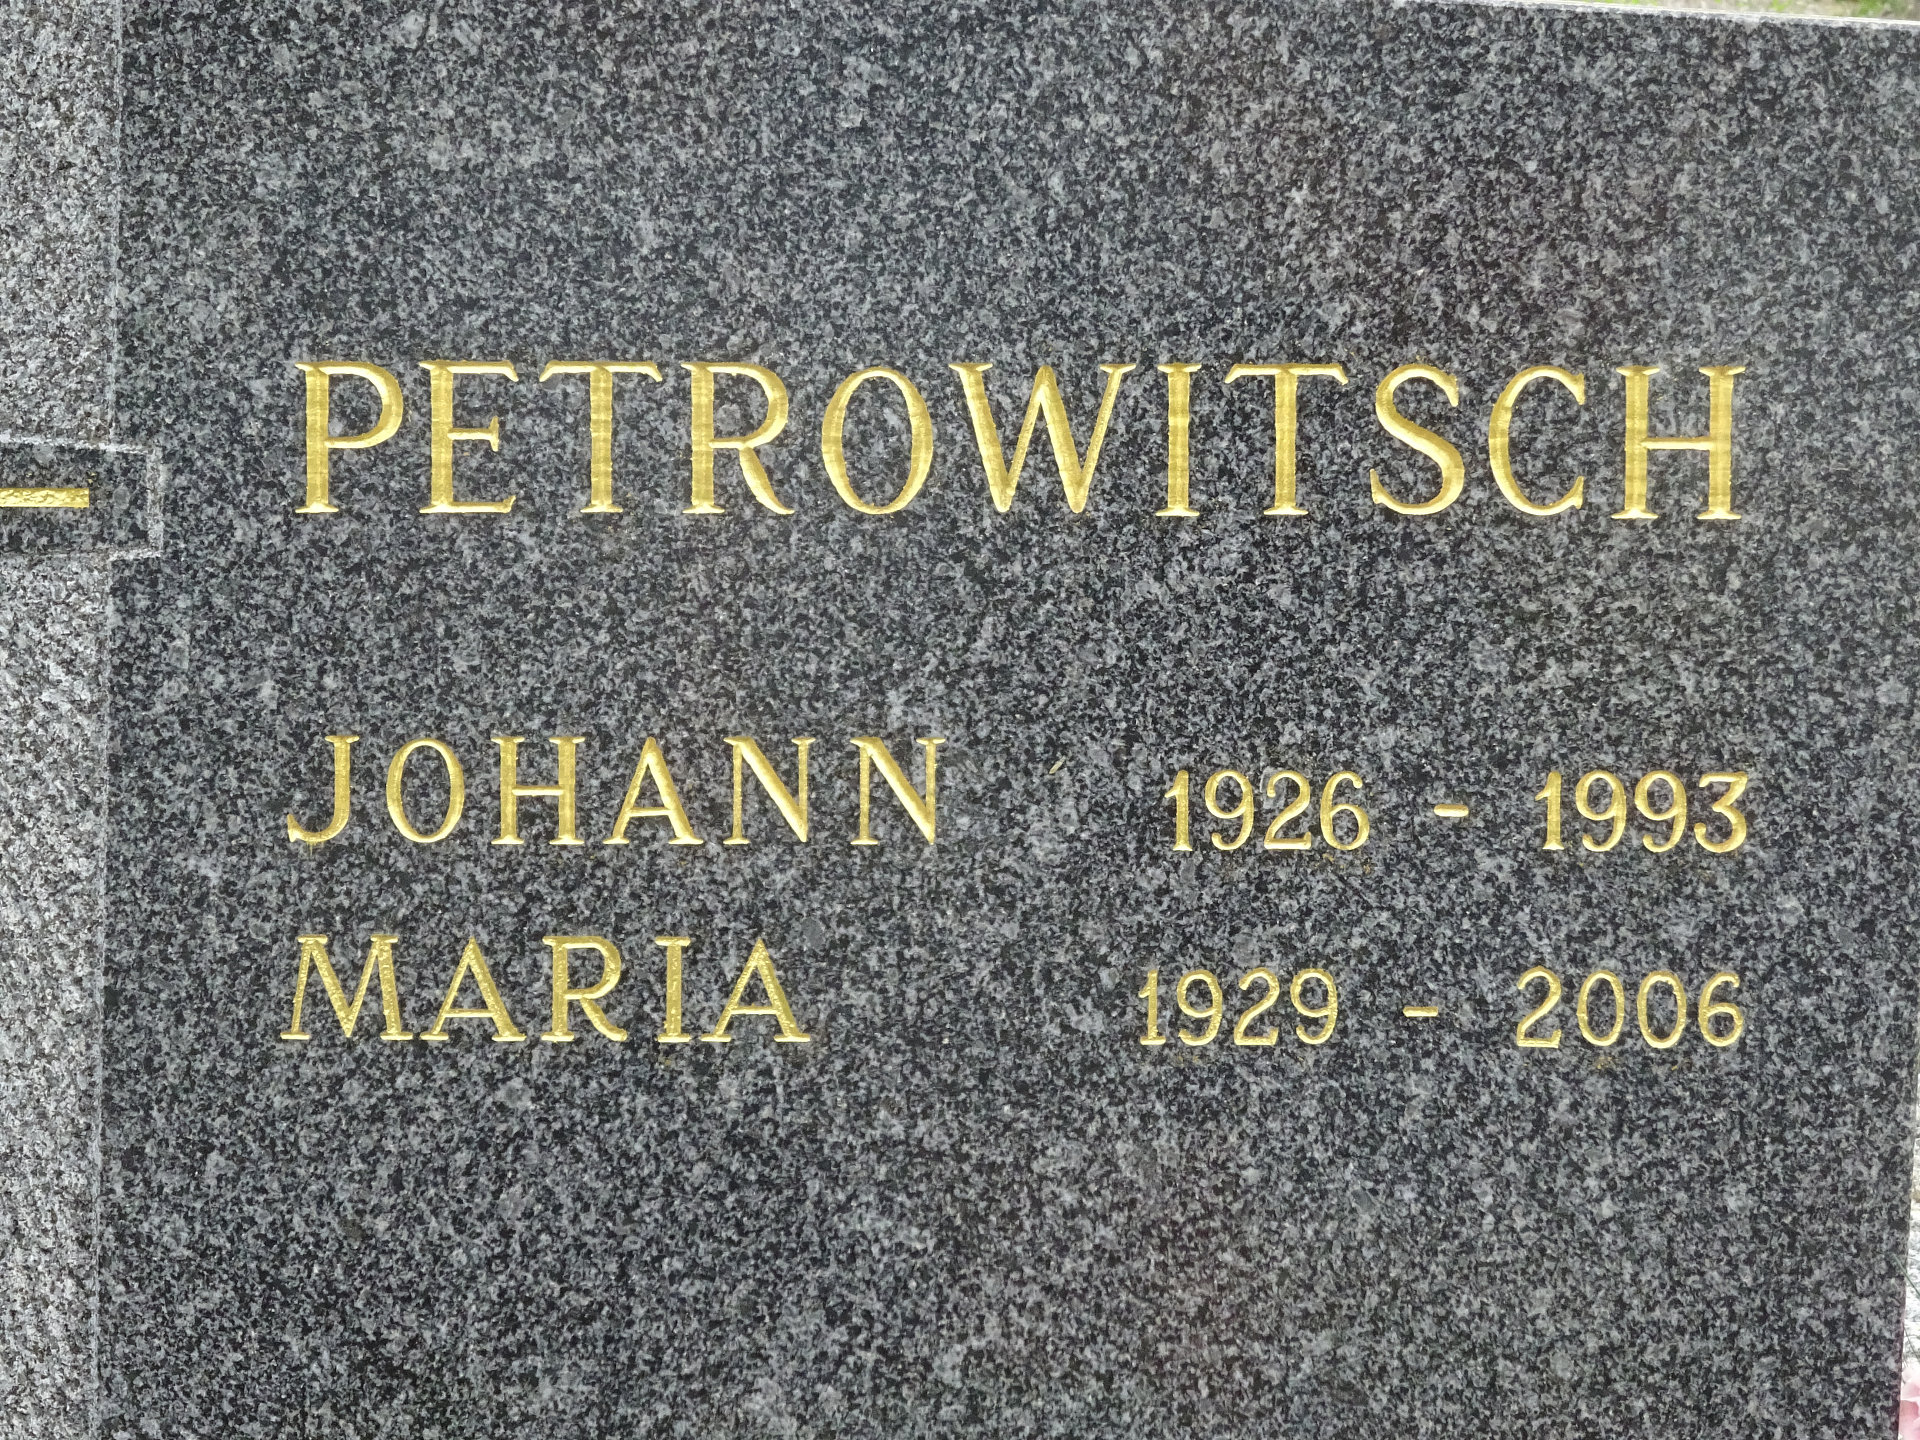 PETROWITSCH
JOHANN 1926 - 1993
MARIA 1929 - 2006